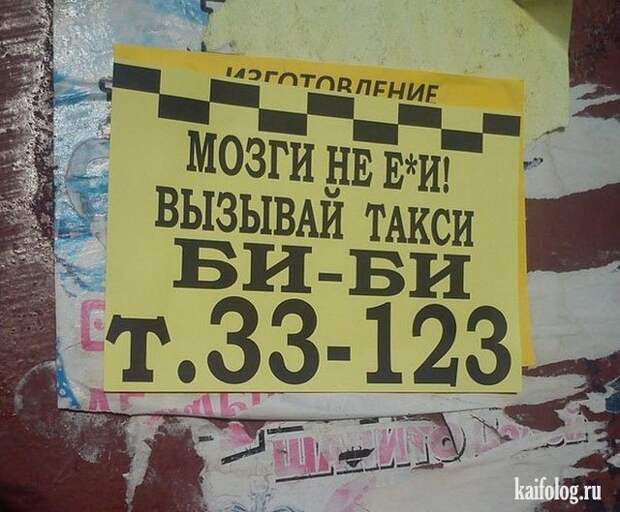 ИЗГОТОВЛЕНИЕ
МОЗГИ НЕ Е*И!
ВЫЗЫВАЙ ТАКСИ
БИ-БИ
т.33-123
kaifolog.ru